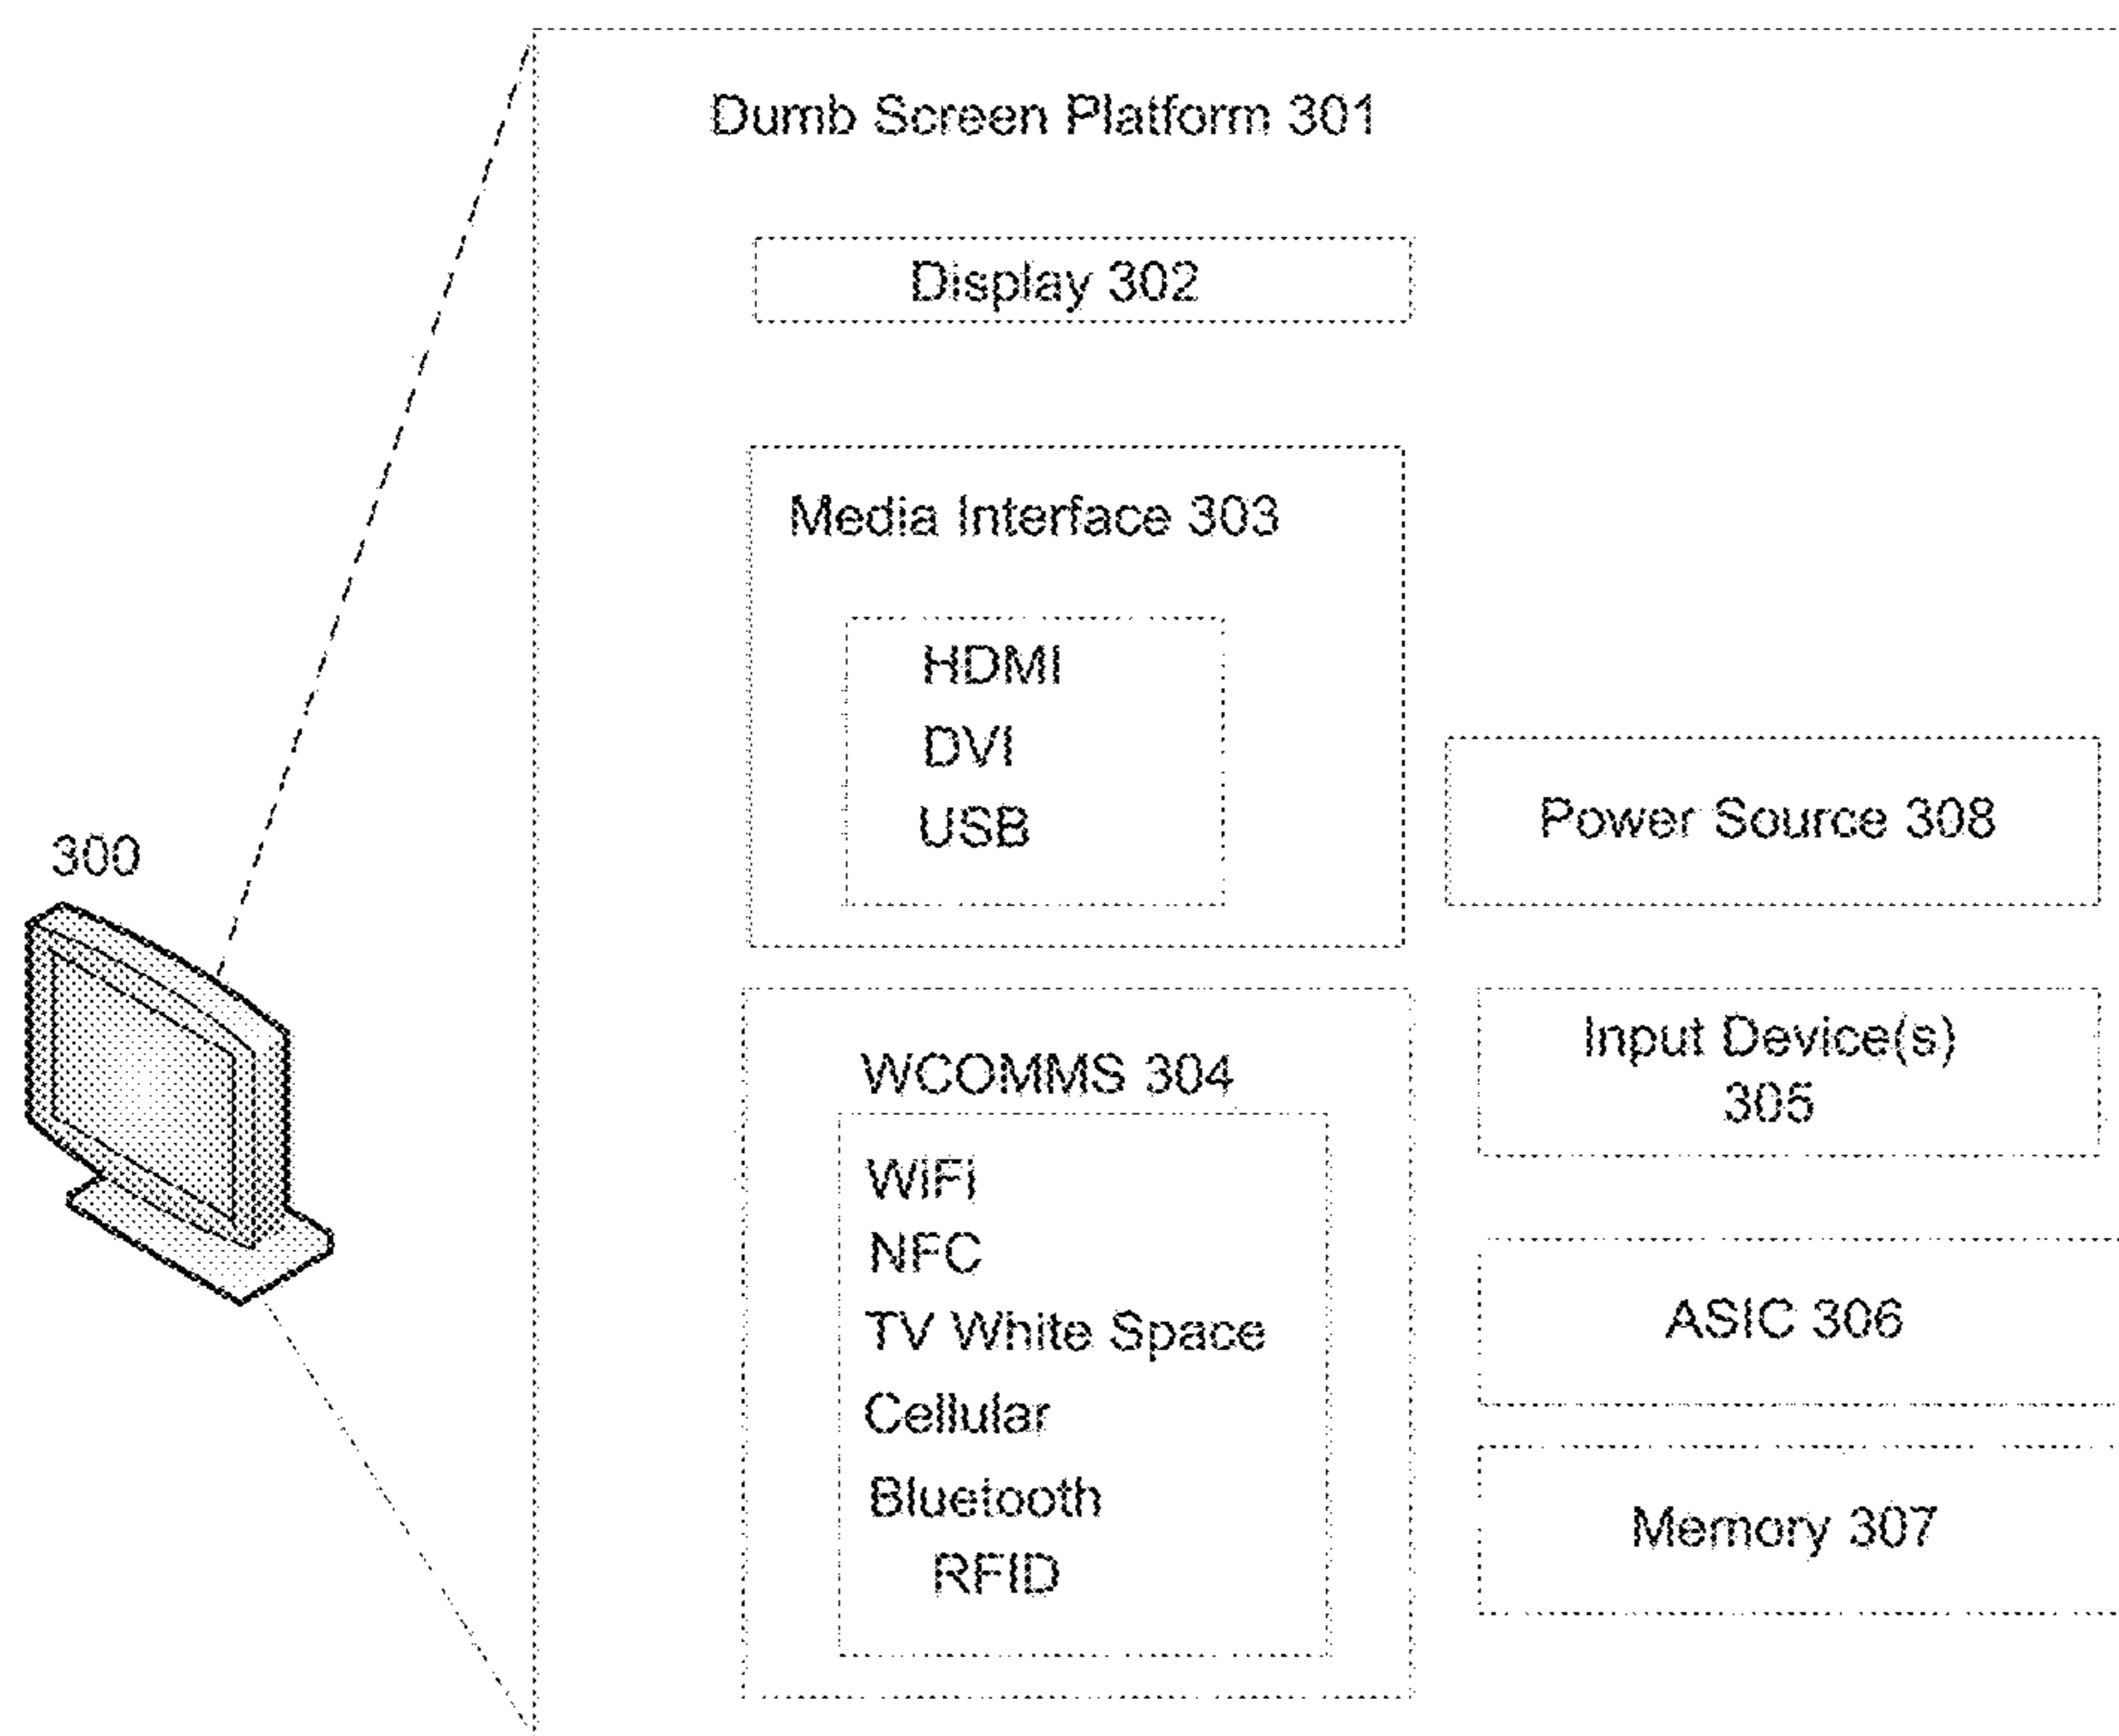 Dumb Screen Platform 301
Display 302
Media Interface 303
HDMI
DVI
USB
Power Source 308
300
WCOMMS 304
WiFi
NFC
TV White Space
Cellular
Bluetooth
RFID
Input Device(s)
305
ASIC 306
Memory 307